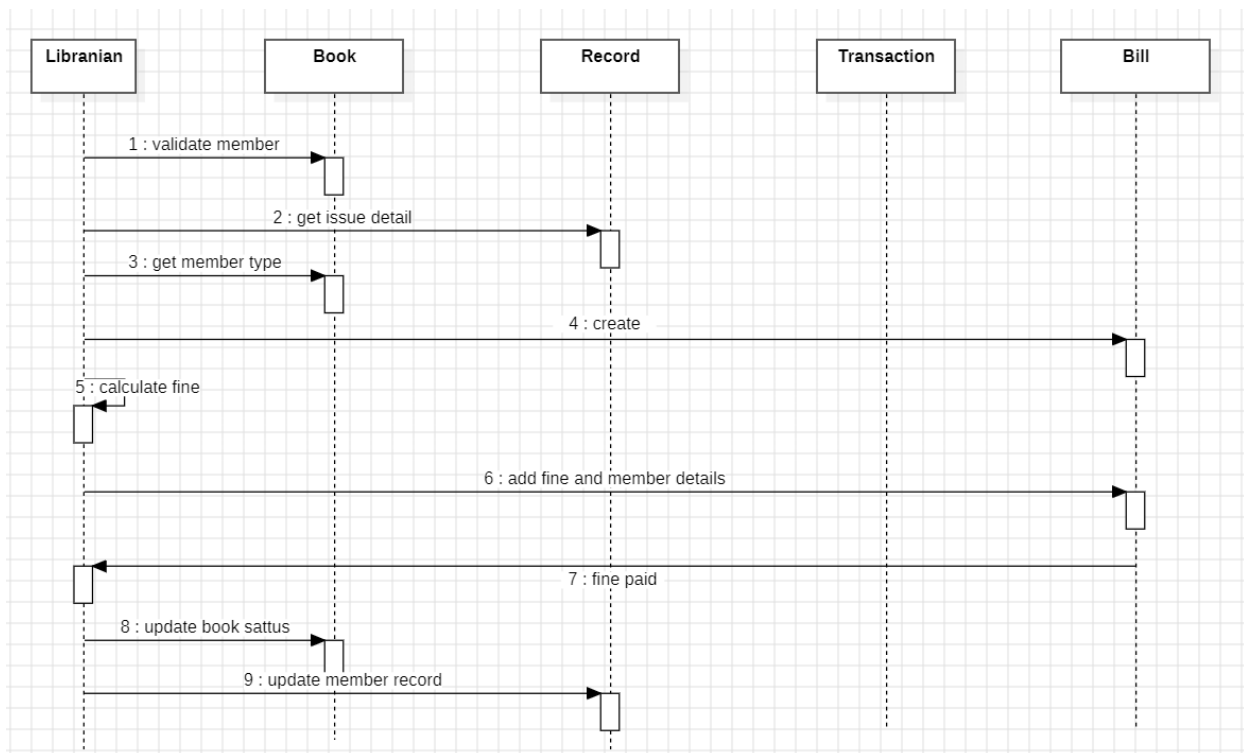 Libranian
Book
Record
Transaction
Bill
1 : validate member
2 : get issue detail
3 : get member type
4 : create
5 : calculate fine
6 : add fine and member details
7 : fine paid
8 : update book sattus
9 : update member record